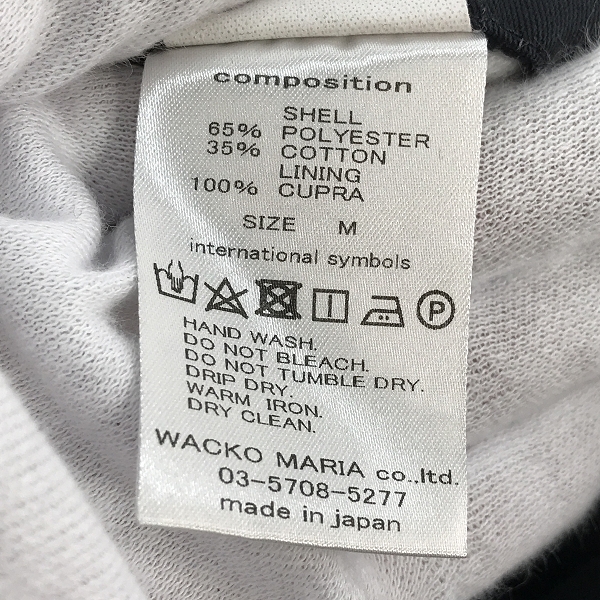 composition
SHELL
65% POLYESTER
35% COTTON
LINING
100% CUPRA
SIZE M
international symbols
P
HAND WASH.
DO NOT BLEACH.
DO NOT TUMBLE DRY.
DRIP DRY.
WARM IRON.
DRY CLEAN.
WACKO MARIA co.,ltd.
03-5708-5277
made in japan